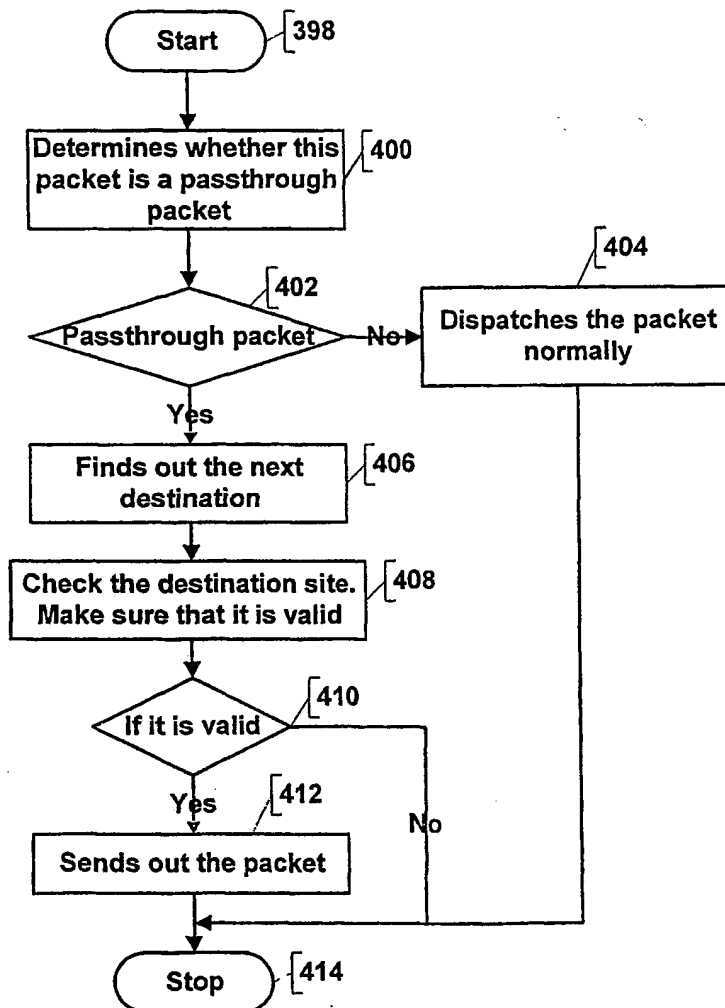 Start
398
Determines whether this
packet is a passthrough
packet
400
402
Passthrough packet
No
404
Dispatches the packet
normally
Yes
Finds out the next
destination
406
Check the destination site.
Make sure that it is valid
408
410
If it is valid
Yes
412
No
Sends out the packet
Stop
414